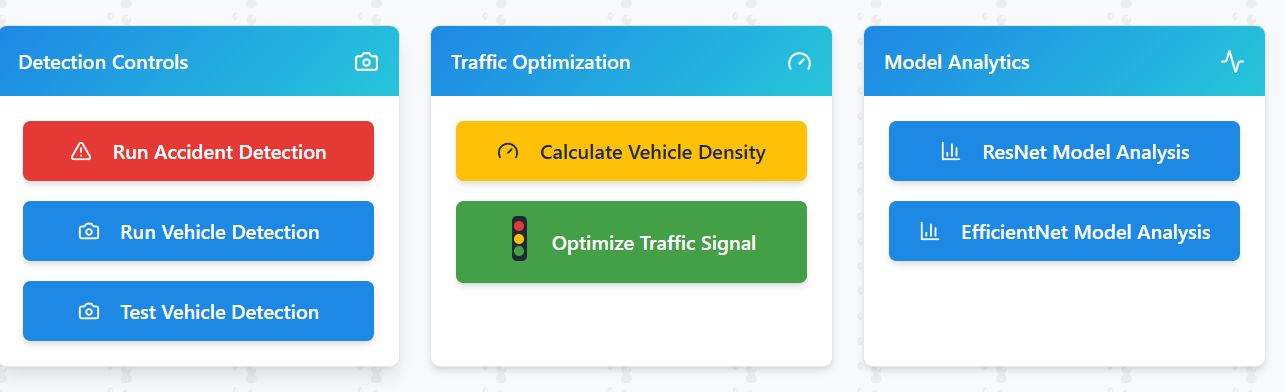 Detection Controls
Run Accident Detection
Run Vehicle Detection
Test Vehicle Detection
Traffic Optimization
Calculate Vehicle Density
Optimize Traffic Signal
Model Analytics
ResNet Model Analysis
EfficientNet Model Analysis